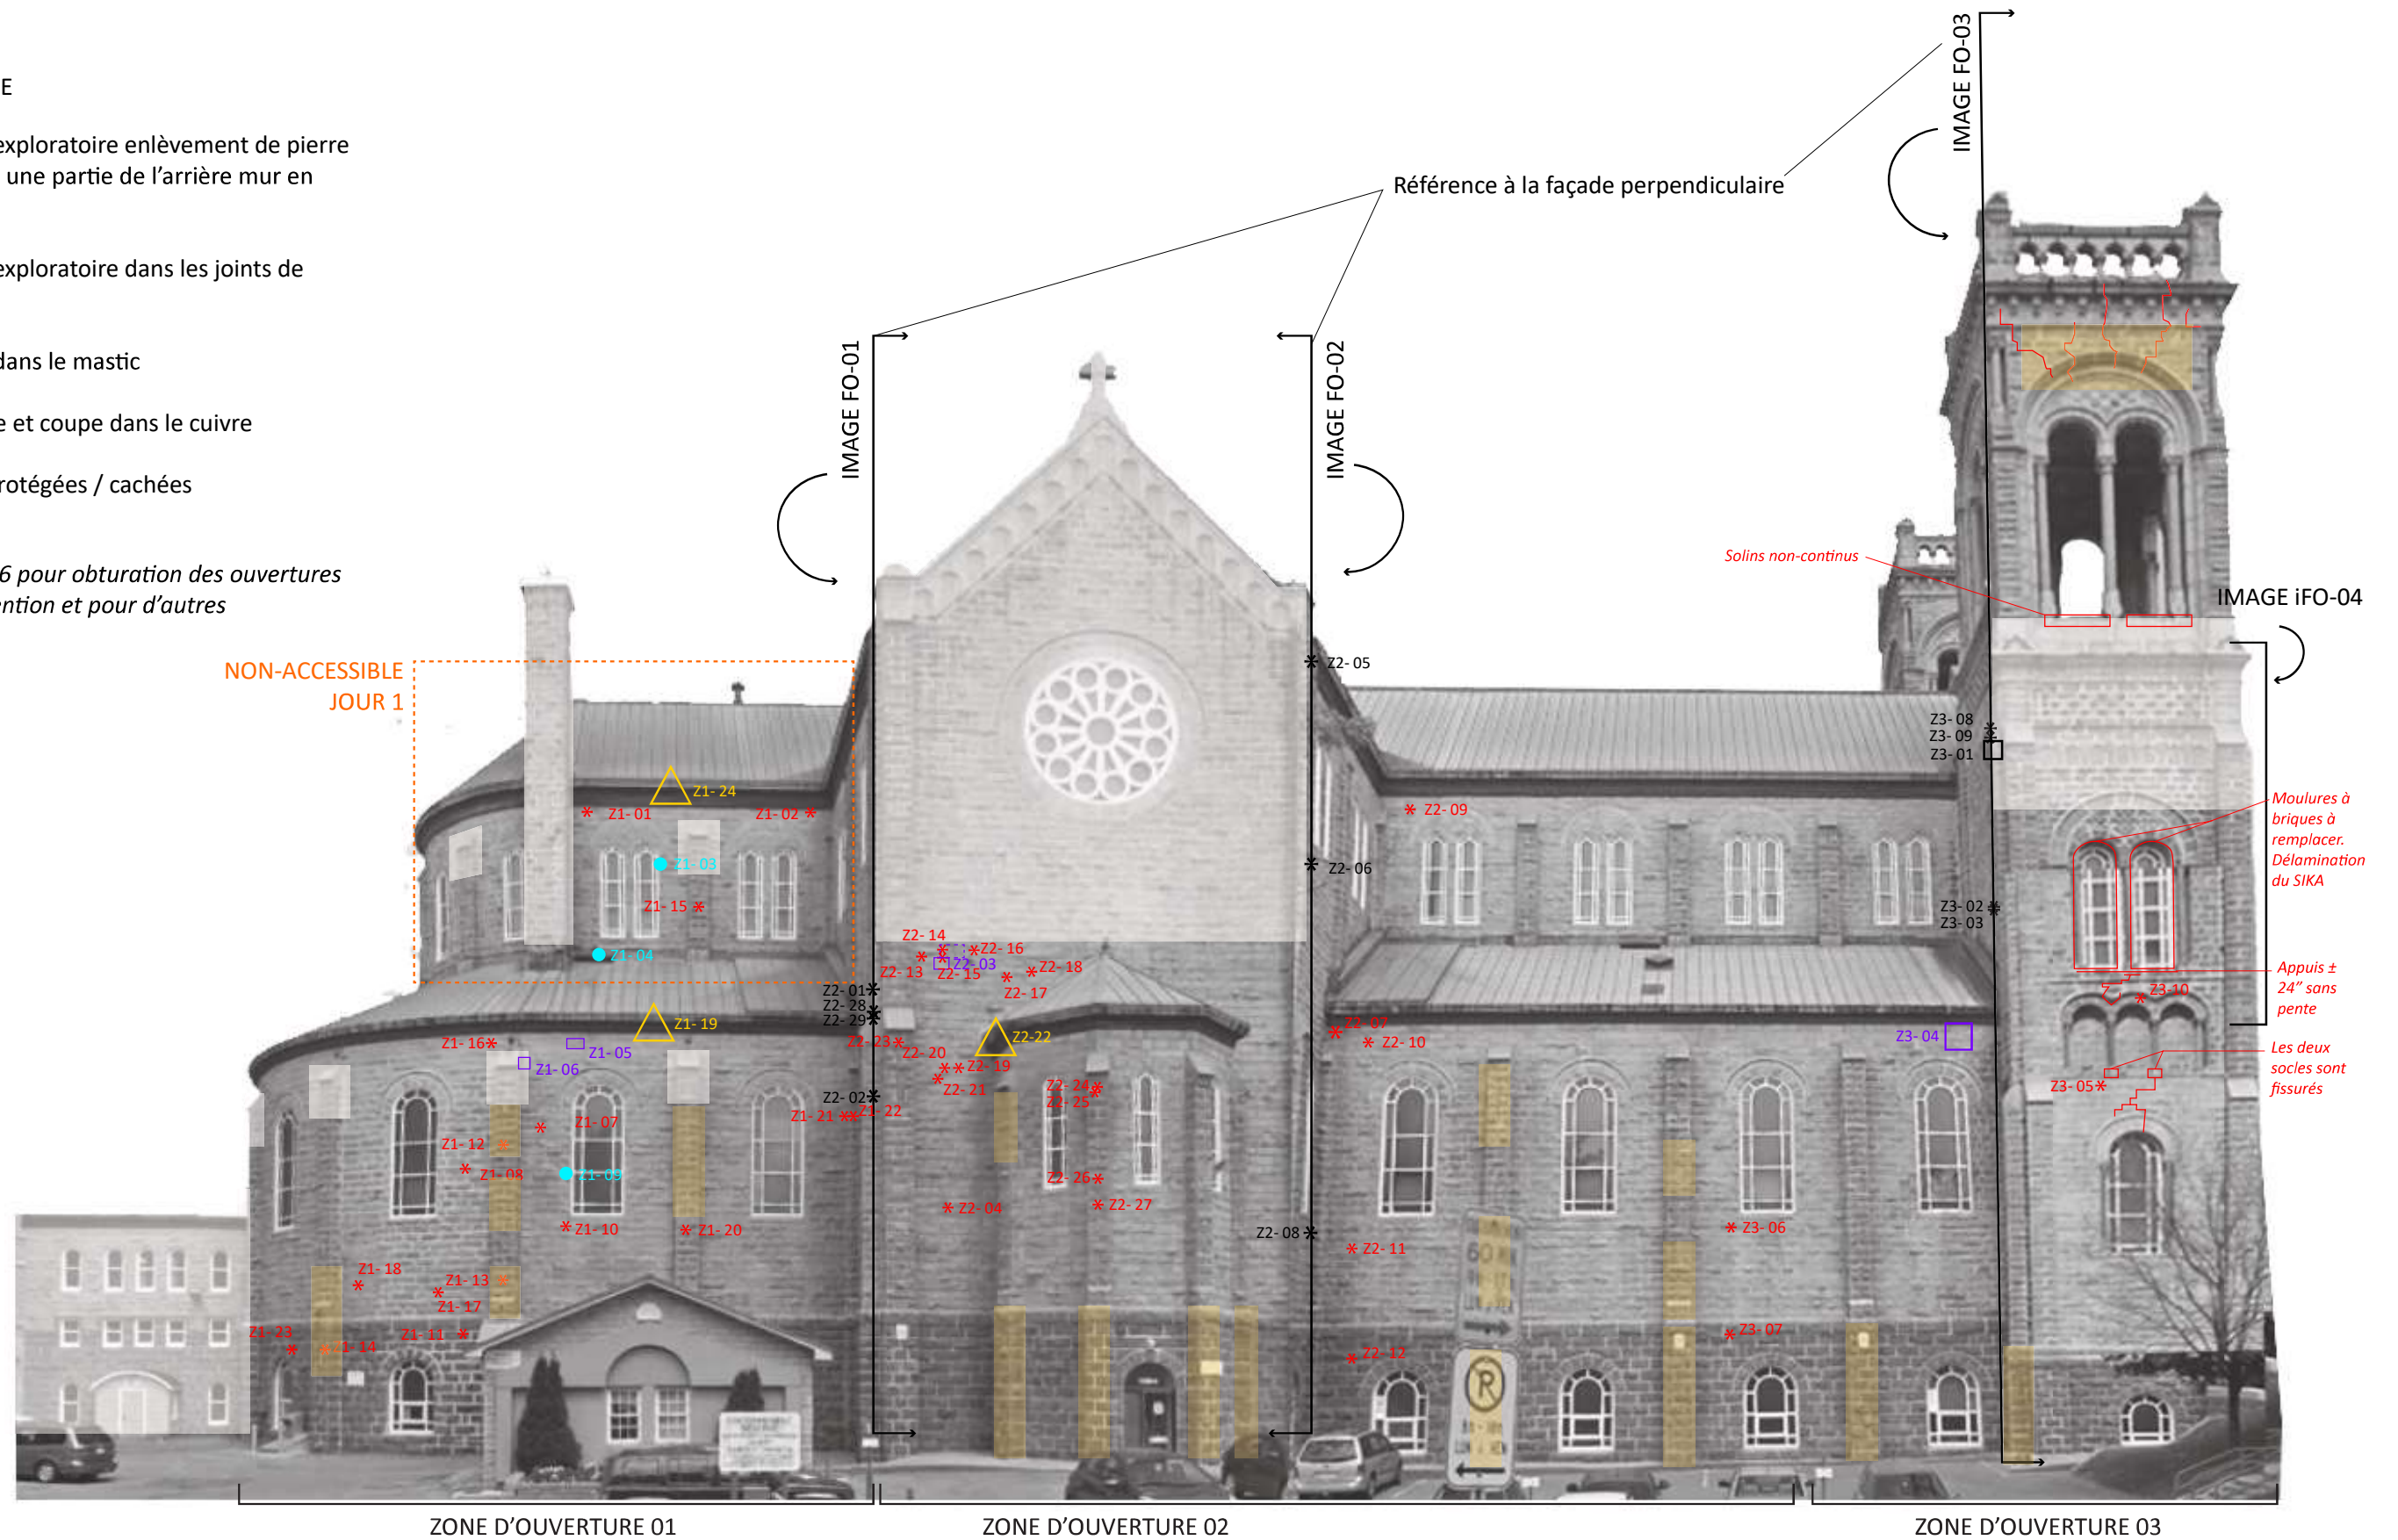 E
exploratoire enlèvement de pierre
une partie de l’arrière mur en
exploratoire dans les joints de
dans le mastic
e et coupe dans le cuivre
rotégées / cachées
6 pour obturation des ouvertures
ention et pour d’autres
NON-ACCESSIBLE
JOUR 1
IMAGE FO-01
IMAGE FO-02
IMAGE FO-03
Référence à la façade perpendiculaire
Solins non-continus
IMAGE iFO-04
Moulures à
briques à
remplacer.
Délamination
du SIKA
Appuis ±
24” sans
pente
Les deux
socles sont
fissurés
Z1- 24
Z1- 01
Z1- 02
Z1- 03
Z1- 15
Z1- 04
Z1- 19
Z1- 16
Z1- 05
Z1- 06
Z1- 07
Z1- 12
Z1- 08
Z1- 09
Z1- 21
Z1- 22
Z1- 10
Z1- 20
Z1- 18
Z1- 13
Z1- 17
Z1- 23
Z1- 11
Z1- 14
Z2- 05
Z2- 06
Z2- 09
Z2- 14
Z2- 16
Z2- 03
Z2- 13
Z2- 15
Z2- 18
Z2- 17
Z2- 01
Z2- 28
Z2- 29
Z2- 23
Z2- 20
Z2-22
Z2- 19
Z2- 21
Z2- 24
Z2- 25
Z2- 02
Z2- 07
Z2- 10
Z2- 26
Z2- 27
Z2- 04
Z2- 08
Z2- 11
Z2- 12
Z3- 08
Z3- 09
Z3- 01
Z3- 02
Z3- 03
Z3-10
Z3- 04
Z3- 05
Z3- 06
Z3- 07
P
ZONE D’OUVERTURE 01
ZONE D’OUVERTURE 02
ZONE D’OUVERTURE 03